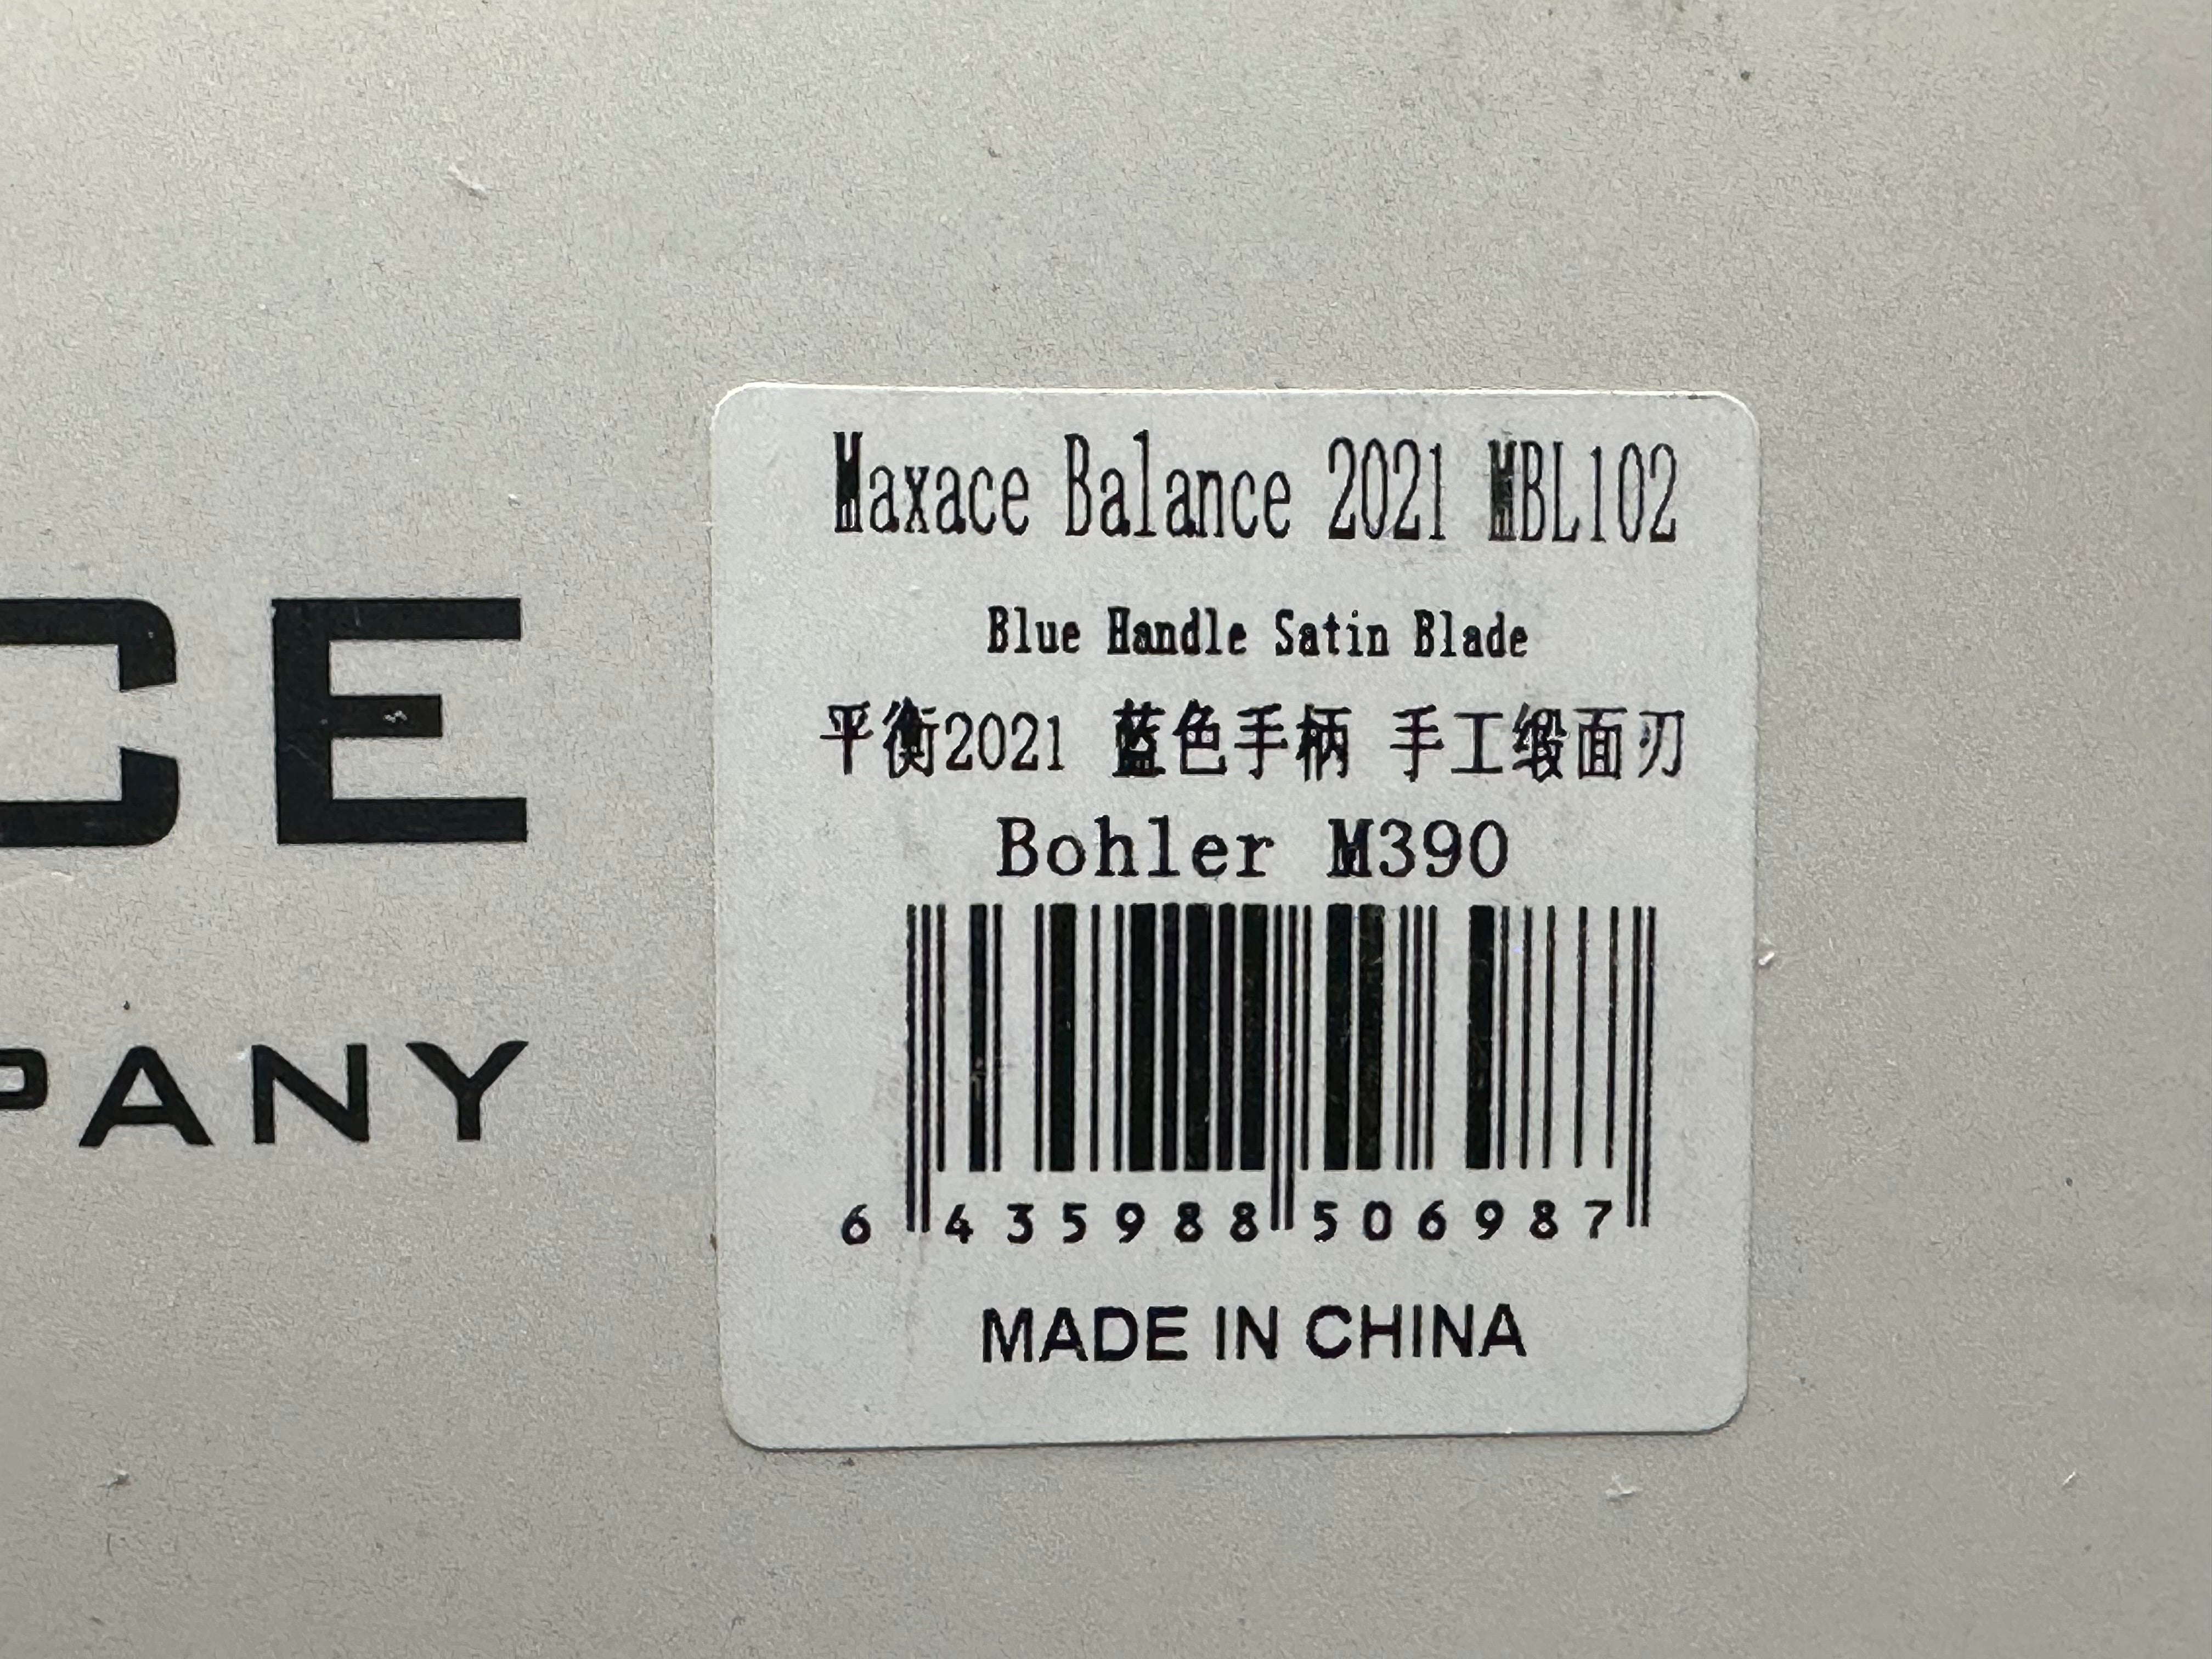 Maxace Balance 2021 MBL102
Blue Handle Satin Blade
平衡2021 蓝色手柄 手工缎面刃
Bohler M390
6 435988 506987
MADE IN CHINA
CE
PANY